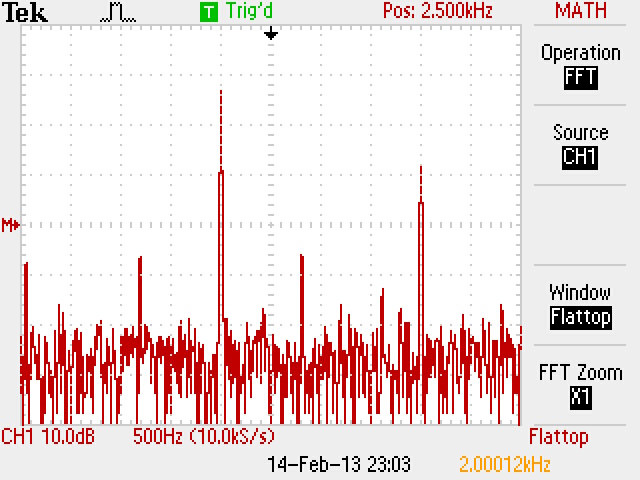 Tek T Trig'd Pos: 2.500kHz MATH
Operation
FFT
Source
CH1
M
Window
Flattop
FFT Zoom
X1
CH1 10.0dB 500Hz (10.0kS/s) Flattop
14-Feb-13 23:03 2.00012kHz